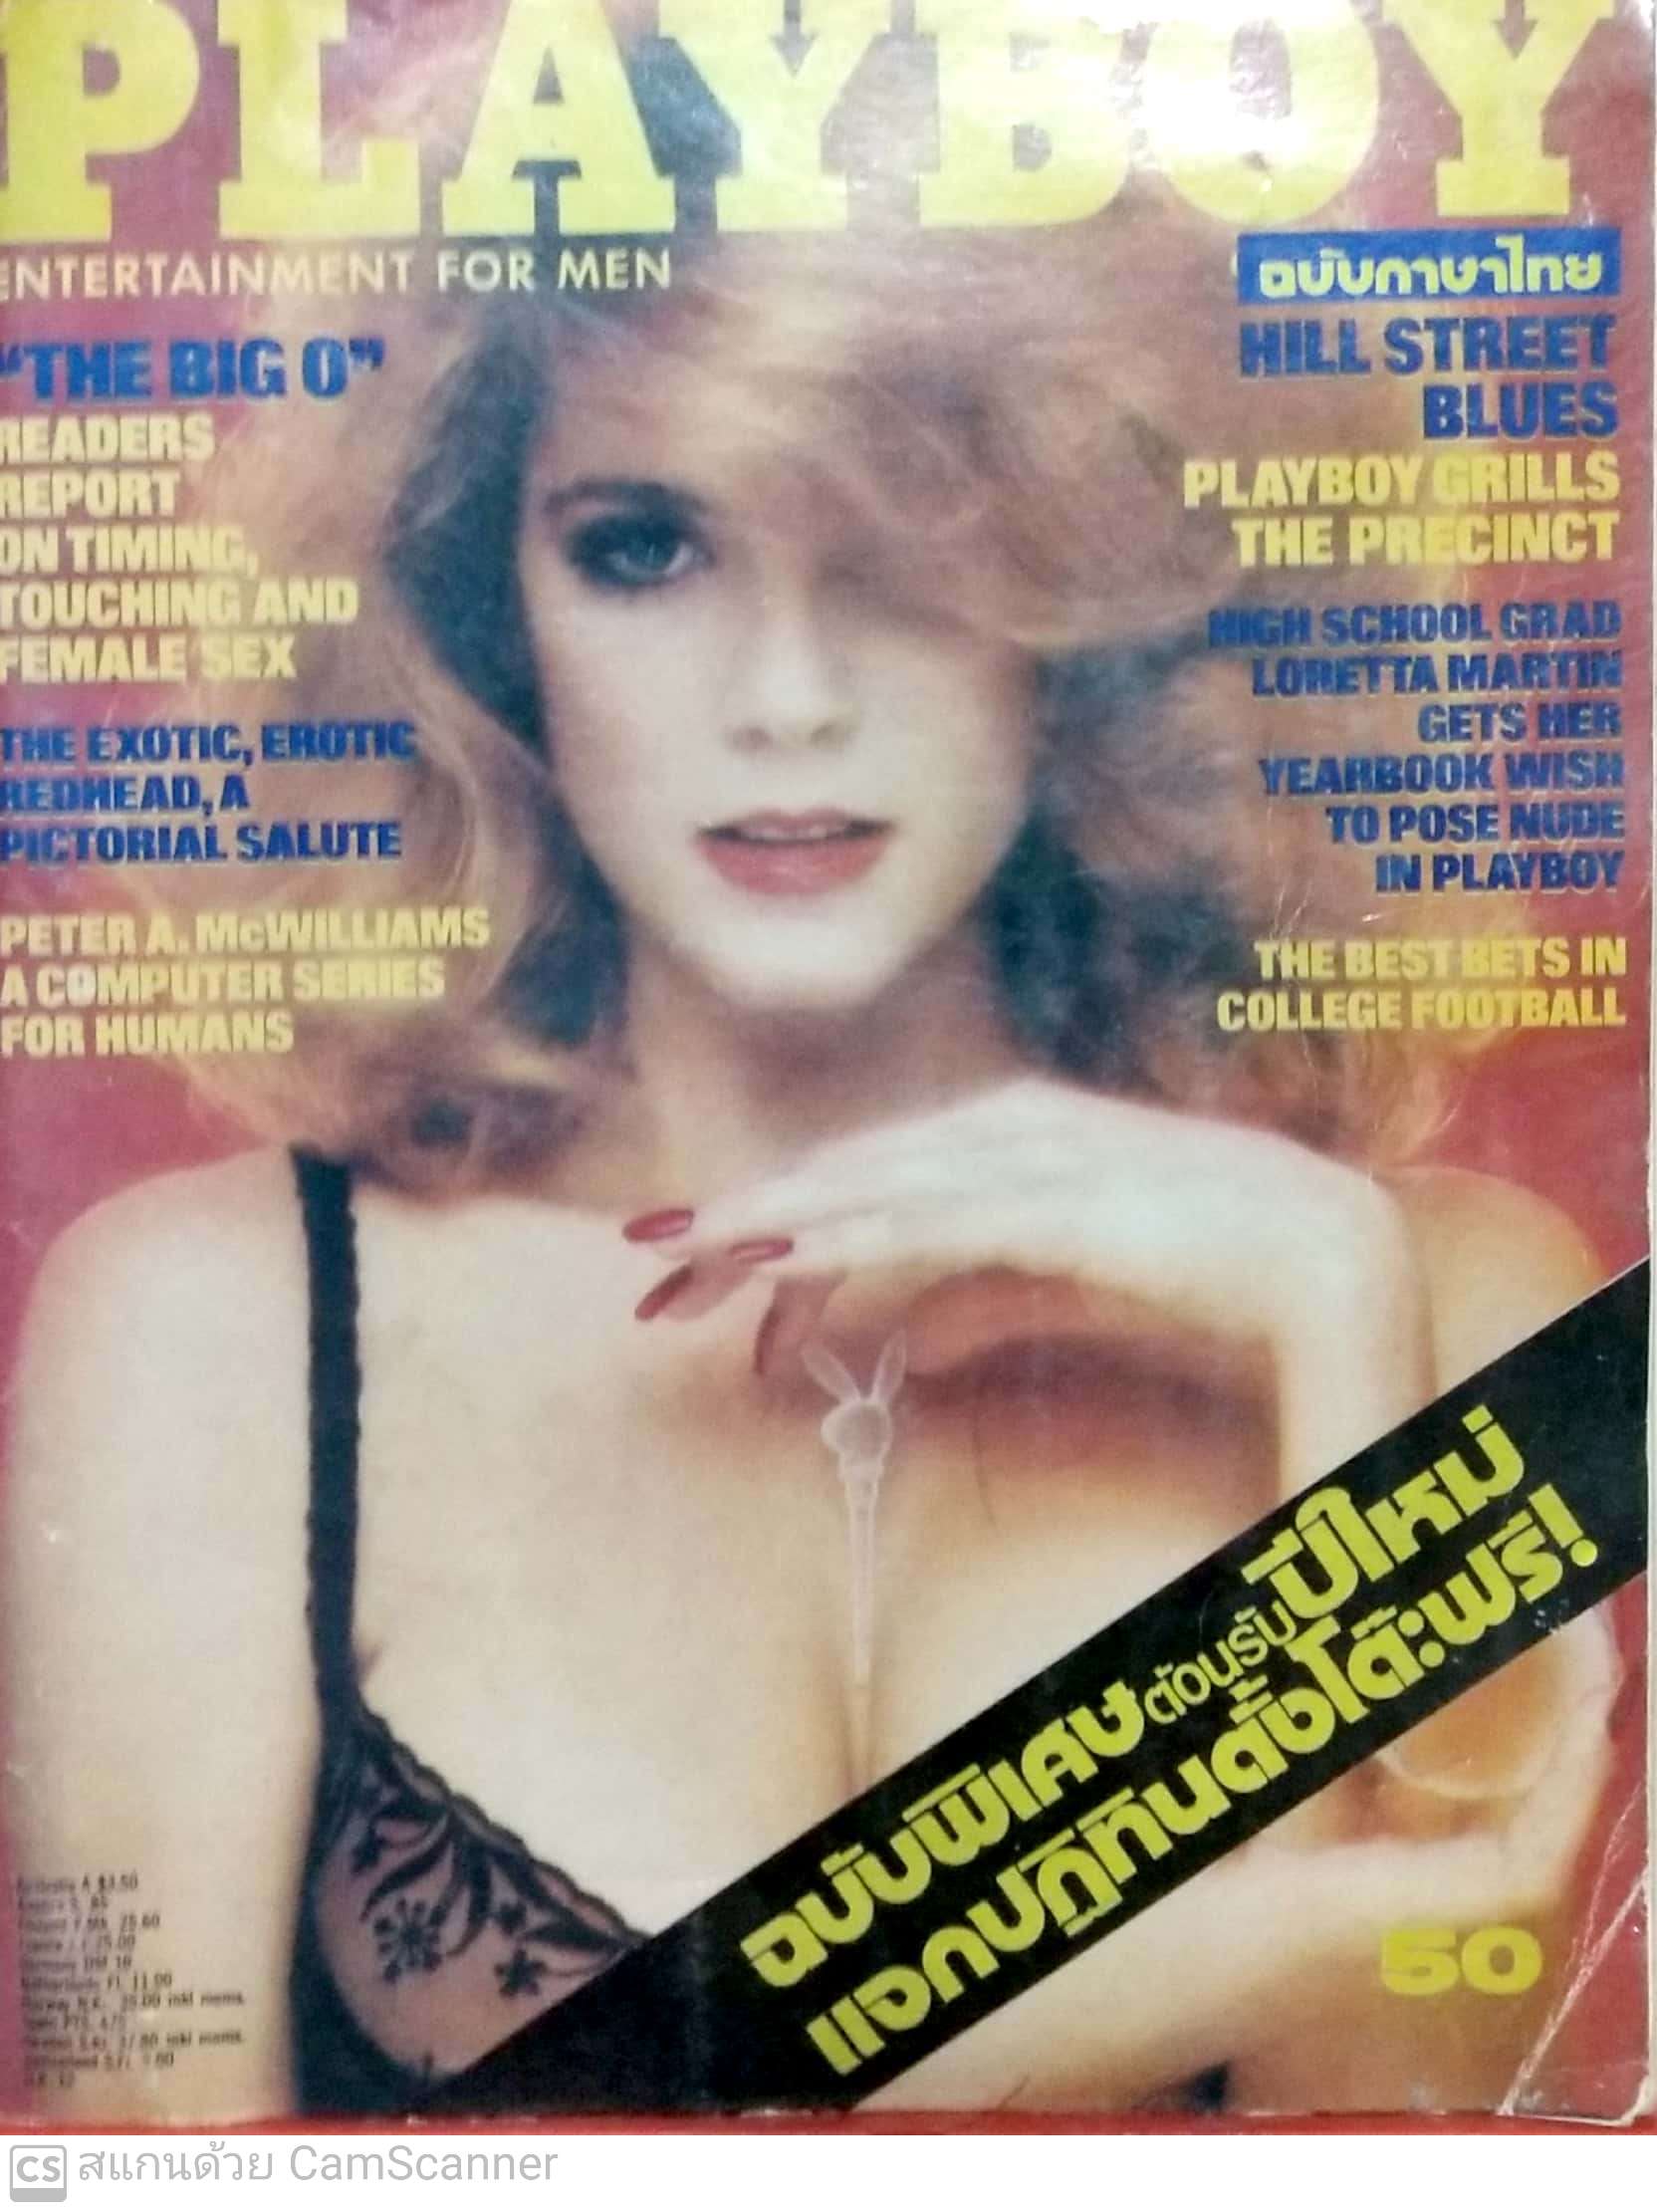 PLAYBOY
ENTERTAINMENT FOR MEN
ฉบับภาษาไทย
"THE BIG O"
READERS
REPORT
ON TIMING,
TOUCHING AND
FEMALE SEX
THE EXOTIC, EROTIC
REDHEAD, A
PICTORIAL SALUTE
PETER A. McWILLIAMS
A COMPUTER SERIES
FOR HUMANS
HILL STREET
BLUES
PLAYBOY GRILLS
THE PRECINCT
HIGH SCHOOL GRAD
LORETTA MARTIN
GETS HER
YEARBOOK WISH
TO POSE NUDE
IN PLAYBOY
THE BEST BETS IN
COLLEGE FOOTBALL
ฉบับพิเศษต้อนรับปีใหม่
แจกปฏิทินตั้งโต๊ะฟรี!
50
CS สแกนด้วย CamScanner